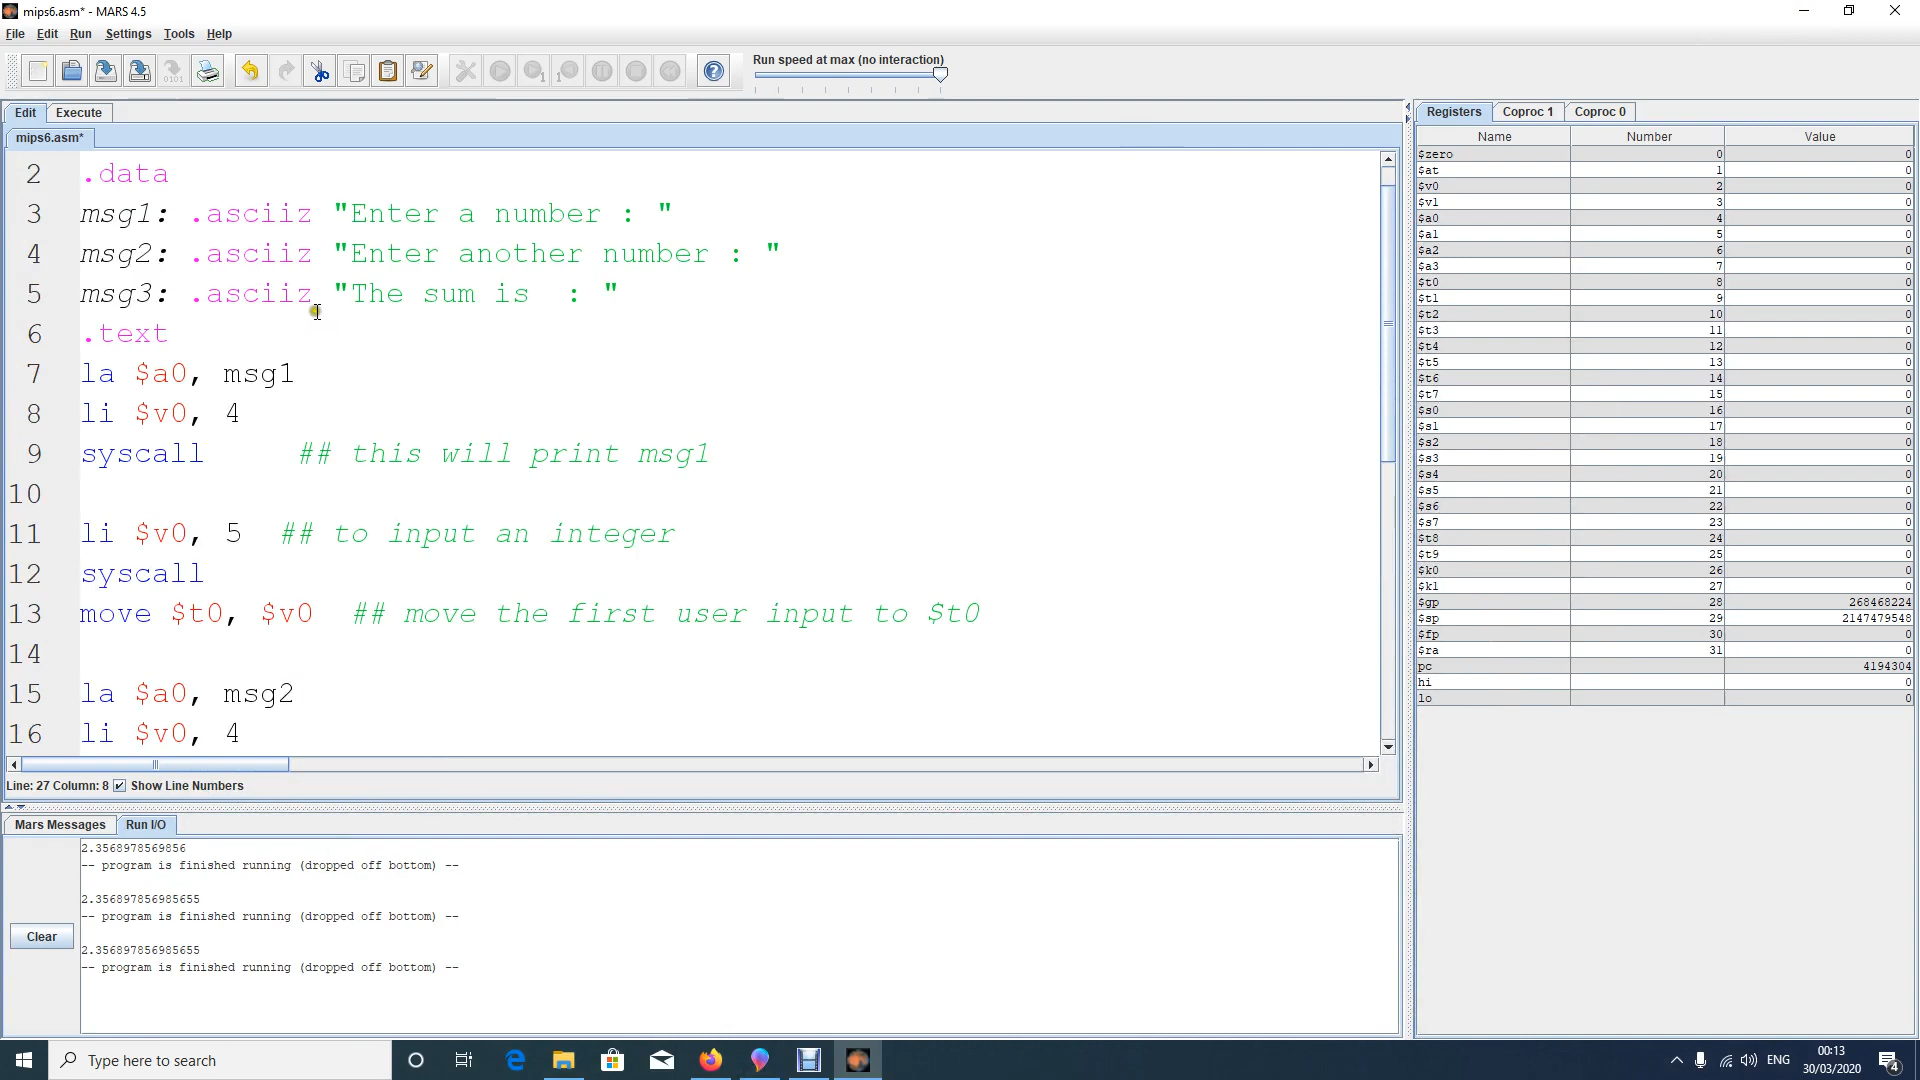 mips6.asm* - MARS 4.5
File Edit Run Settings Tools Help
Run speed at max (no interaction)
Edit Execute
mips6.asm*
2 .data
3 msg1: .asciiz "Enter a number : "
4 msg2: .asciiz "Enter another number : "
5 msg3: .asciiz "The sum is  : "
6 .text
7 la $a0, msg1
8 li $v0, 4
9 syscall ## this will print msg1
10
11 li $v0, 5 ## to input an integer
12 syscall
13 move $t0, $v0 ## move the first user input to $t0
14
15 la $a0, msg2
16 li $v0, 4
Line: 27 Column: 8 Show Line Numbers
Mars Messages Run I/O
Clear
2.3568978569856
-- program is finished running (dropped off bottom) --
2.356897856985655
-- program is finished running (dropped off bottom) --
2.356897856985655
-- program is finished running (dropped off bottom) --
Registers Coproc 1 Coproc 0
Name Number Value
$zero 0 0
$at 1 0
$v0 2 0
$v1 3 0
$a0 4 0
$a1 5 0
$a2 6 0
$a3 7 0
$t0 8 0
$t1 9 0
$t2 10 0
$t3 11 0
$t4 12 0
$t5 13 0
$t6 14 0
$t7 15 0
$s0 16 0
$s1 17 0
$s2 18 0
$s3 19 0
$s4 20 0
$s5 21 0
$s6 22 0
$s7 23 0
$t8 24 0
$t9 25 0
$k0 26 0
$k1 27 0
$gp 28 268468224
$sp 29 2147479548
$fp 30 0
$ra 31 0
pc 4194304
hi 0
lo 0
Type here to search
ENG
00:13
30/03/2020
4